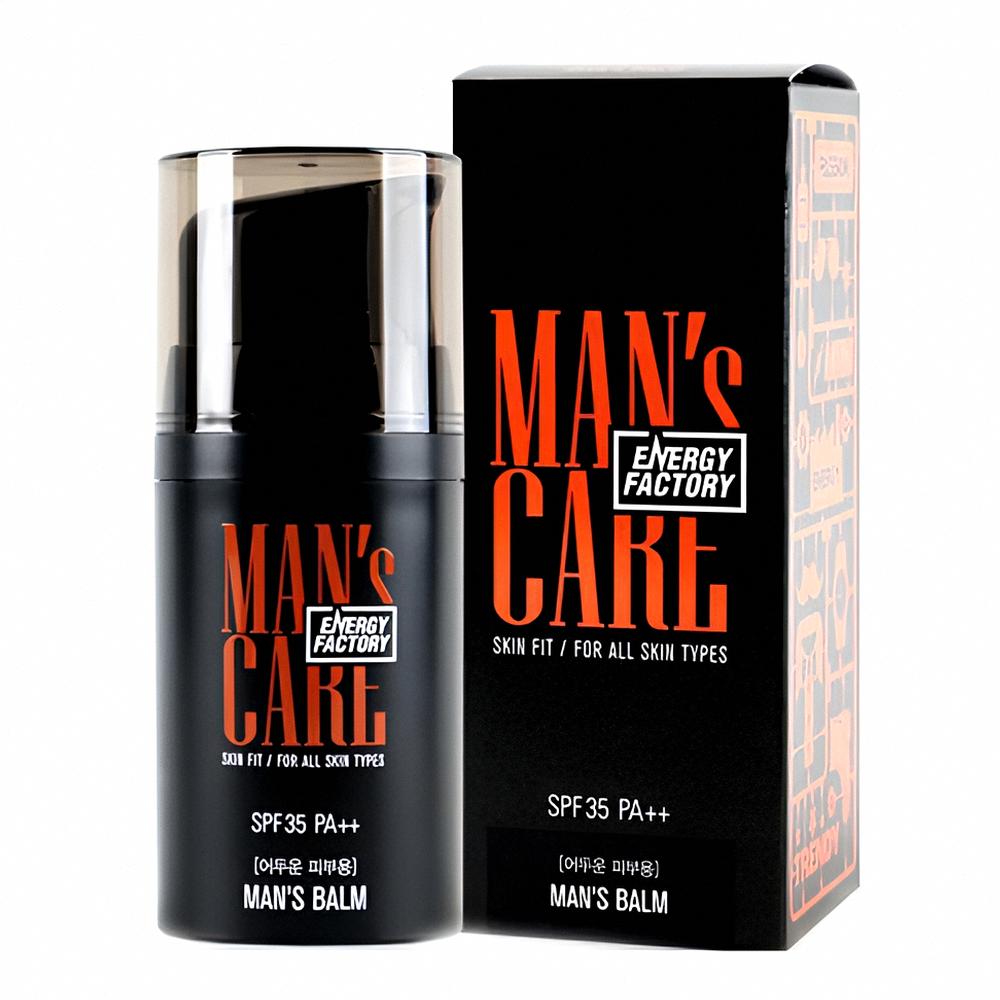 MAN's
ENERGY
FACTORY
CARE
SKIN FIT / FOR ALL SKIN TYPES
SPF35 PA++
[어두운 피부용]
MAN'S BALM
MAN's
ENERGY
FACTORY
CARE
SKIN FIT / FOR ALL SKIN TYPES
SPF35 PA++
[어두운 피부용]
MAN'S BALM
TRENDY